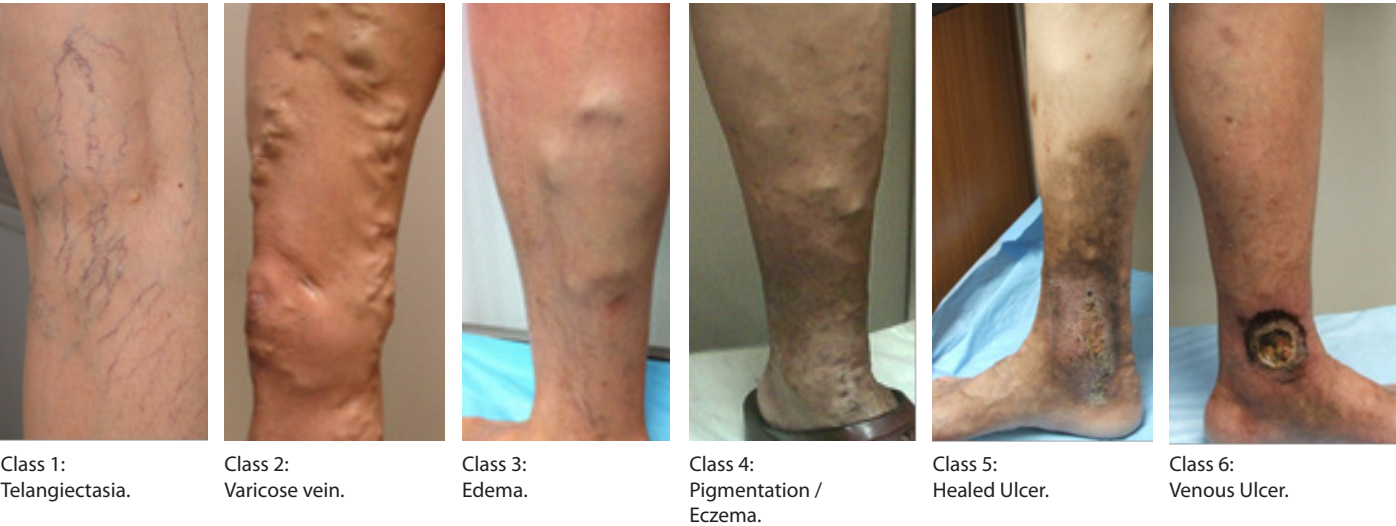 Class 1:
Telangiectasia.
Class 2:
Varicose vein.
Class 3:
Edema.
Class 4:
Pigmentation /
Eczema.
Class 5:
Healed Ulcer.
Class 6:
Venous Ulcer.